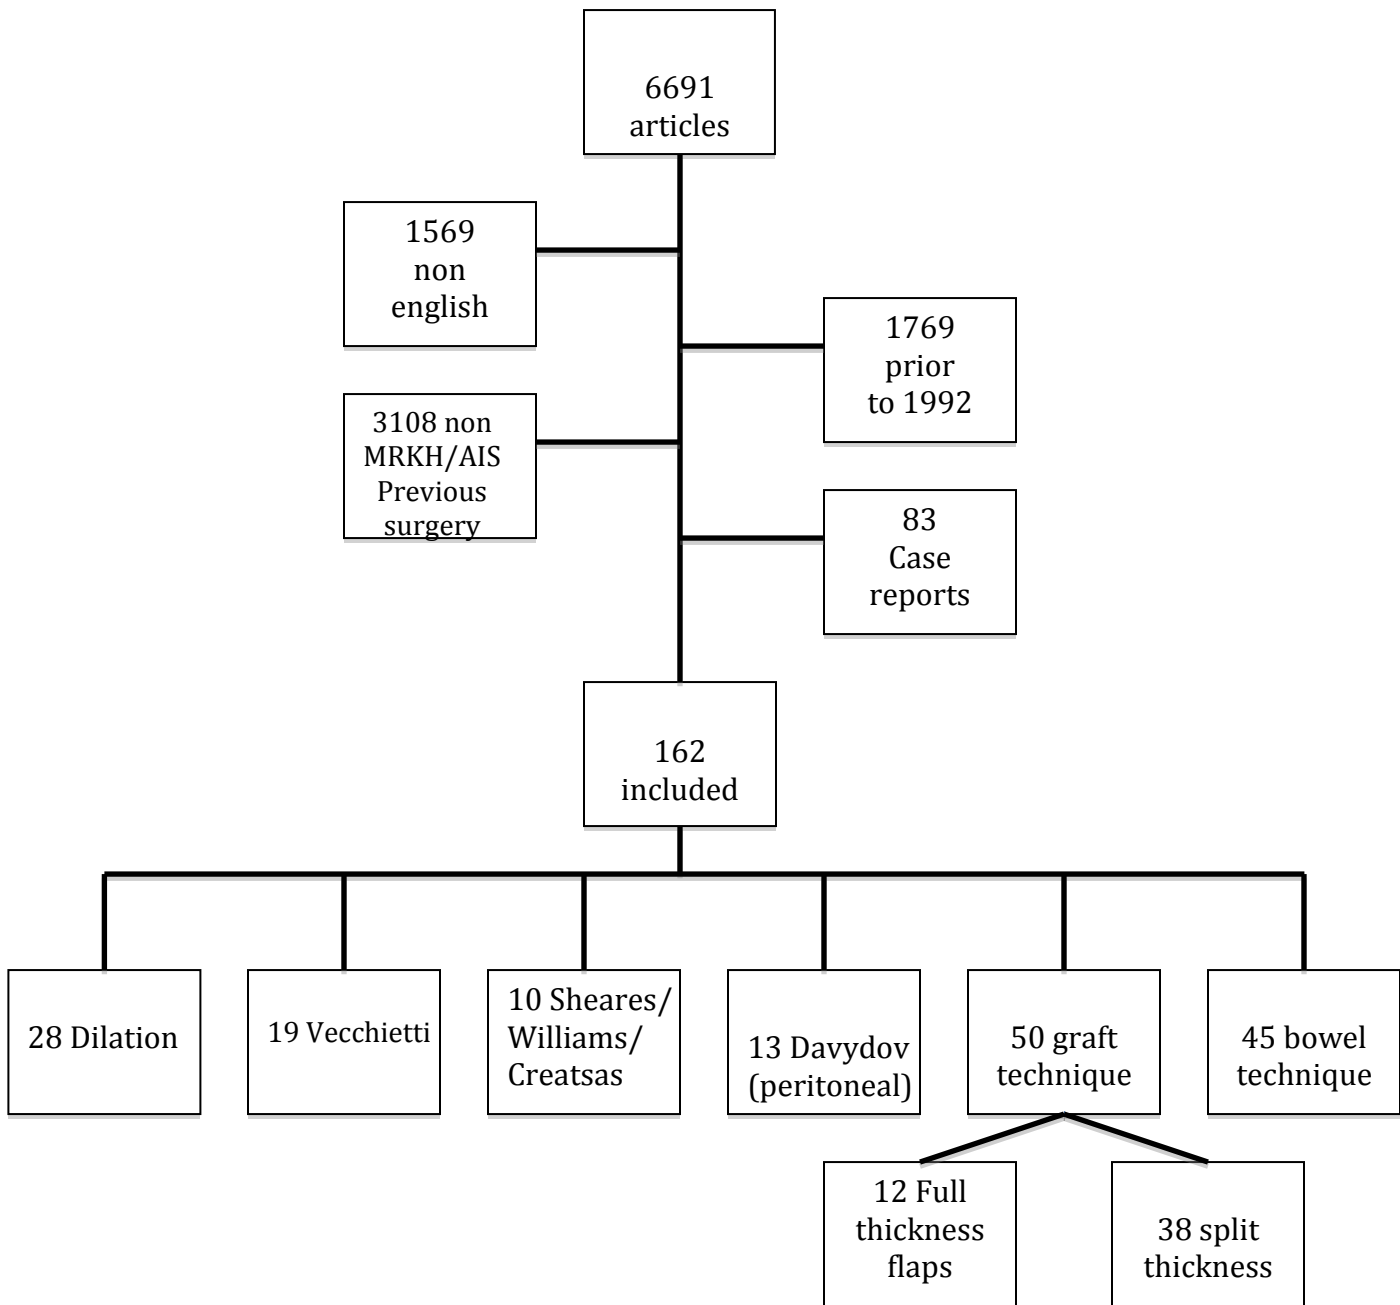 6691
articles
1569
non
english
1769
prior
to 1992
3108 non
MRKH/AIS
Previous
surgery
83
Case
reports
162
included
28 Dilation
19 Vecchietti
10 Sheares/
Williams/
Creatsas
13 Davydov
(peritoneal)
50 graft
technique
45 bowel
technique
12 Full
thickness
flaps
38 split
thickness